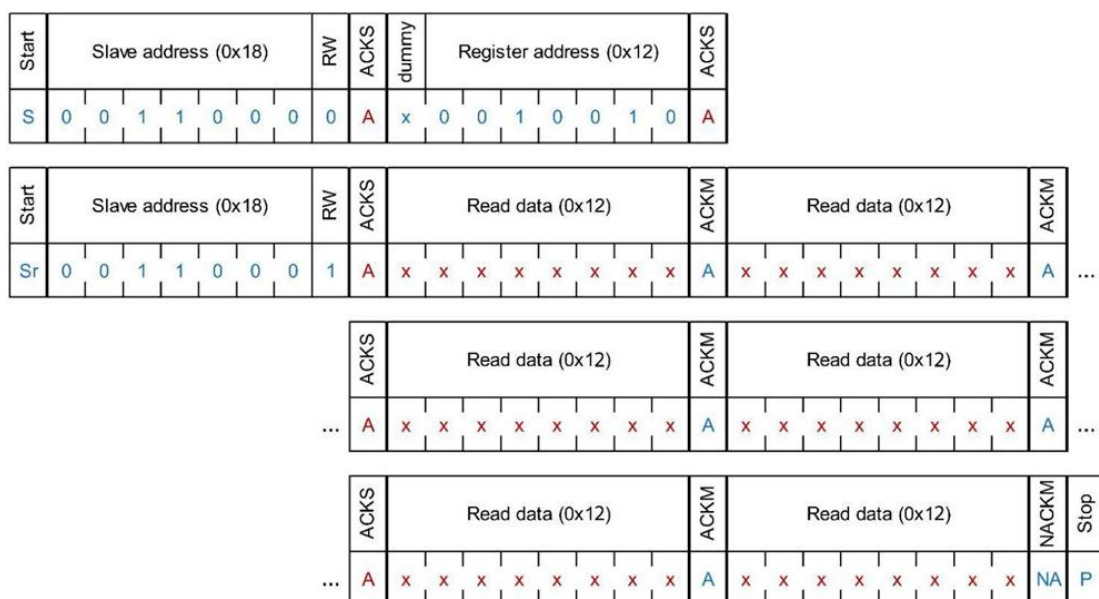 Start Slave address (0x18) RW ACKS dummy Register address (0x12) ACKS
S 0 0 1 1 0 0 0 0 A x 0 0 1 0 0 1 0 A
Start Slave address (0x18) RW ACKS Read data (0x12) ACKM Read data (0x12) ACKM
Sr 0 0 1 1 0 0 0 1 A x x x x x x x x A x x x x x x x x A ...
ACKS Read data (0x12) ACKM Read data (0x12) ACKM
... A x x x x x x x x A x x x x x x x x A ...
ACKS Read data (0x12) ACKM Read data (0x12) NACKM Stop
... A x x x x x x x x A x x x x x x x x NA P